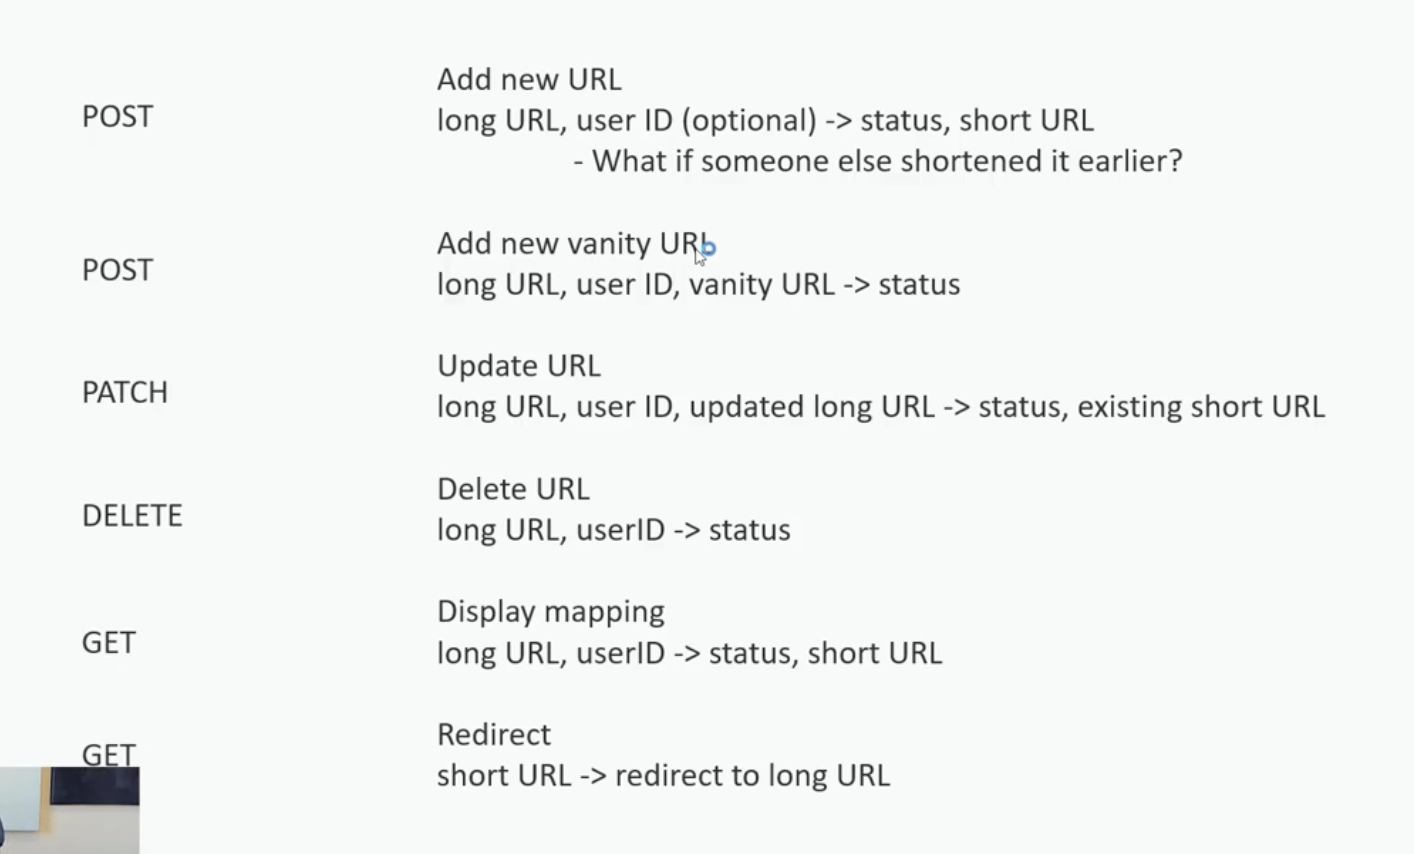 POST
Add new URL
long URL, user ID (optional) -> status, short URL
- What if someone else shortened it earlier?
POST
Add new vanity URL
long URL, user ID, vanity URL -> status
PATCH
Update URL
long URL, user ID, updated long URL -> status, existing short URL
DELETE
Delete URL
long URL, userID -> status
GET
Display mapping
long URL, userID -> status, short URL
GET
Redirect
short URL -> redirect to long URL